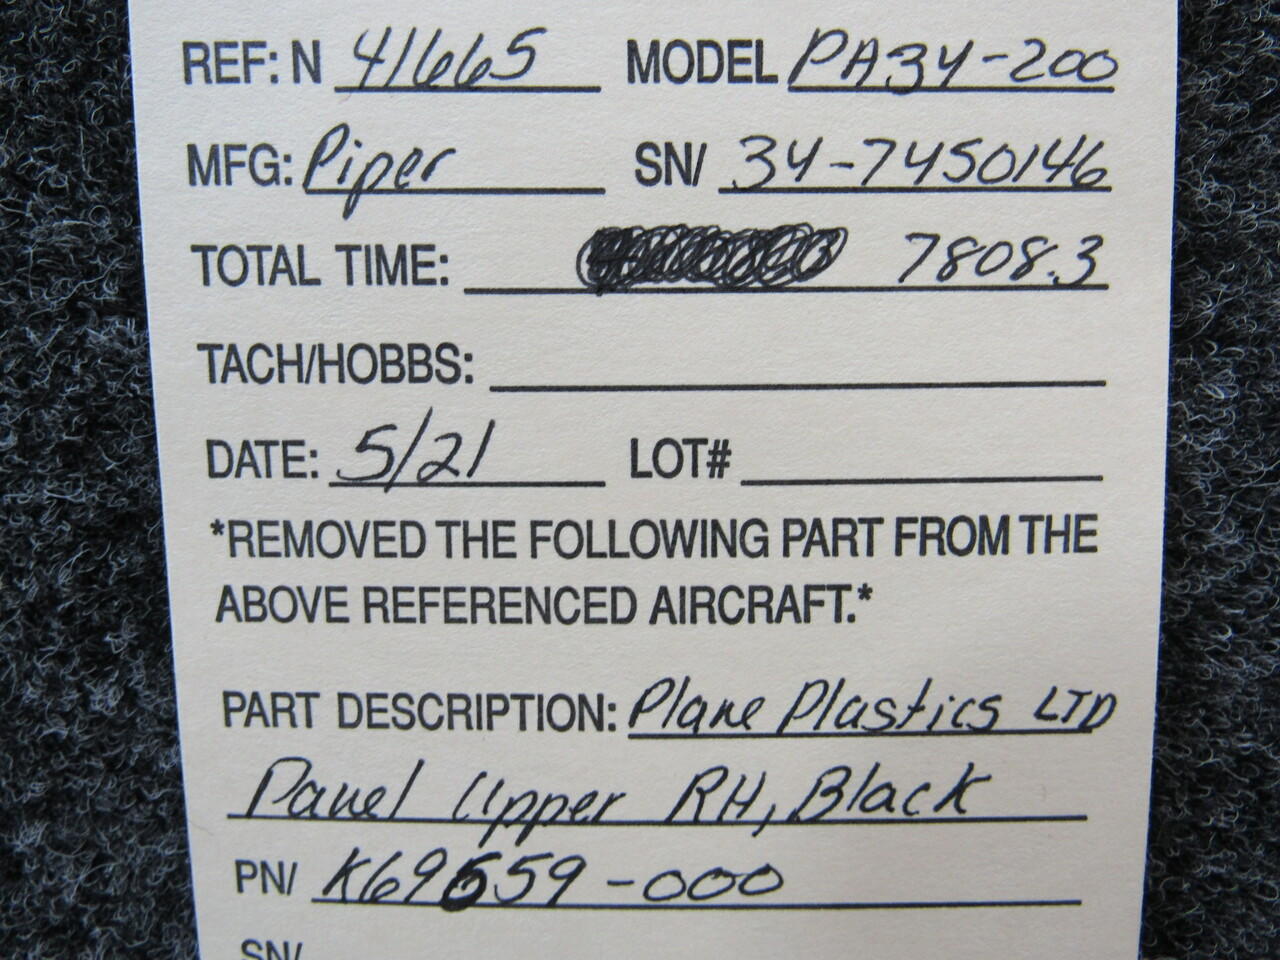 REF: N 41665 MODEL PA34-200
MFG: Piper SN/ 34-7450146
TOTAL TIME: 7808.3
TACH/HOBBS:
DATE: 5/21 LOT#
*REMOVED THE FOLLOWING PART FROM THE
ABOVE REFERENCED AIRCRAFT.*
PART DESCRIPTION: Plane Plastics LTD
Panel Upper RH, Black
PN/ K69659-000
SN/